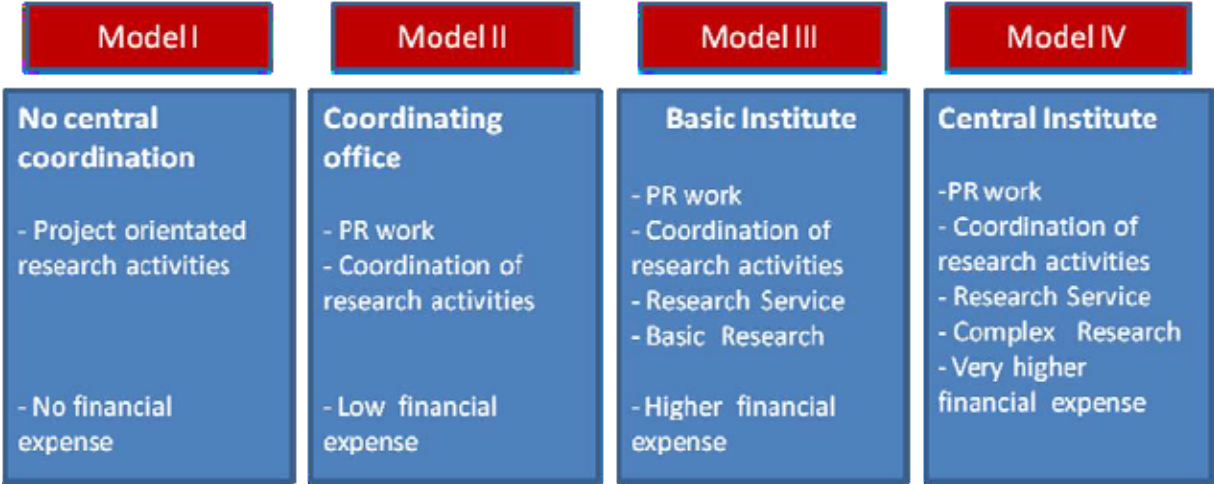 Model I
No central
coordination
- Project orientated
research activities
- No financial
expense
Model II
Coordinating
office
- PR work
- Coordination of
research activities
- Low financial
expense
Model III
Basic Institute
- PR work
- Coordination of
research activities
- Research Service
- Basic Research
- Higher financial
expense
Model IV
Central Institute
-PR work
- Coordination of
research activities
- Research Service
- Complex Research
- Very higher
financial expense